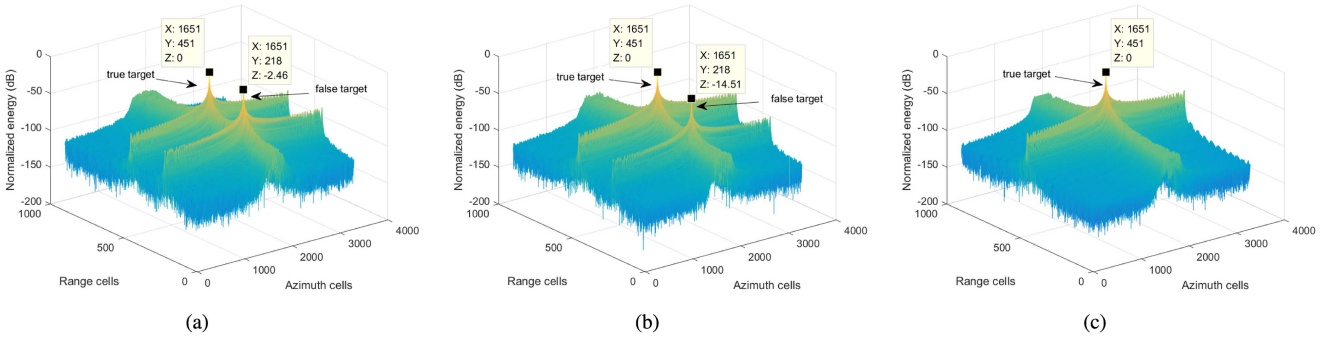 X: 1651
Y: 451
Z: 0
X: 1651
Y: 218
Z: -2.46
true target
false target
Normalized energy (dB)
0
-50
-100
-150
-200
1000
500
0
Range cells
0
1000
2000
3000
4000
Azimuth cells
(a)
X: 1651
Y: 451
Z: 0
X: 1651
Y: 218
Z: -14.51
true target
false target
Normalized energy (dB)
0
-50
-100
-150
-200
1000
500
0
Range cells
0
1000
2000
3000
4000
Azimuth cells
(b)
X: 1651
Y: 451
Z: 0
true target
Normalized energy (dB)
0
-50
-100
-150
-200
1000
500
0
Range cells
0
1000
2000
3000
4000
Azimuth cells
(c)